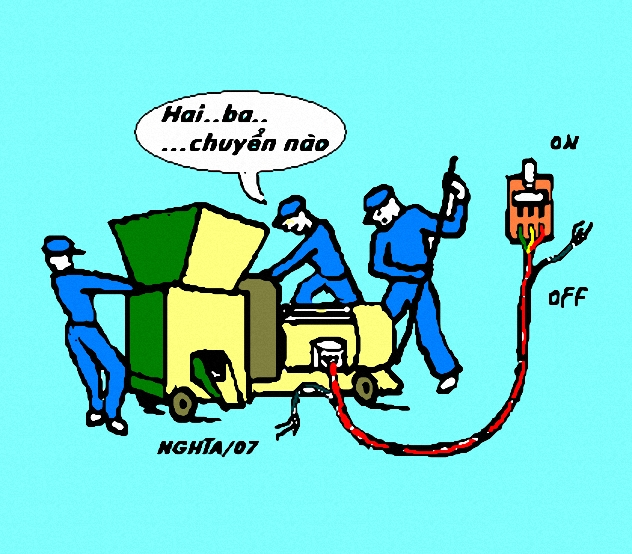 Hai..ba..
...chuyển nào
ON
OFF
NGHĨA/07